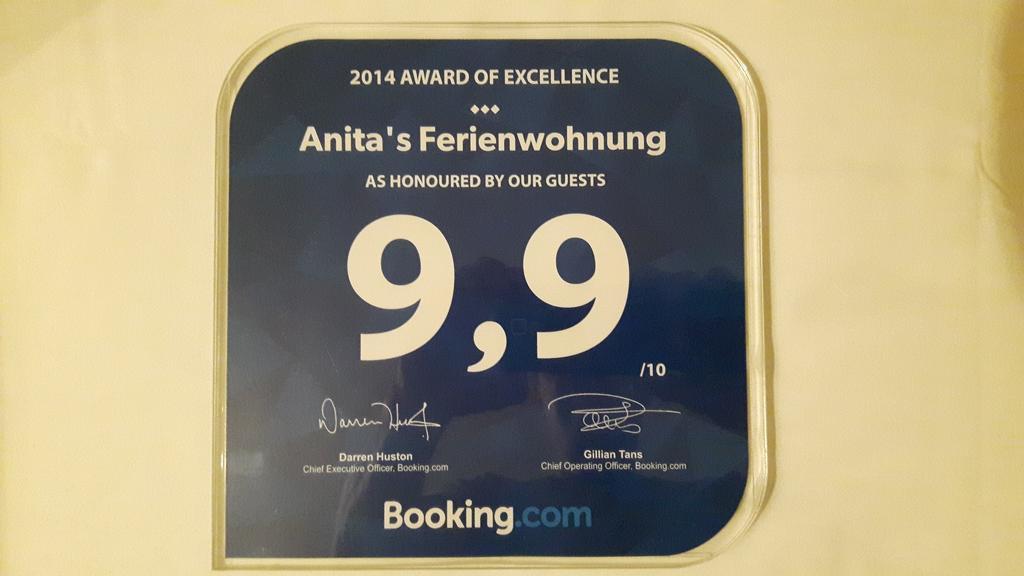 2014 AWARD OF EXCELLENCE
Anita's Ferienwohnung
AS HONOURED BY OUR GUESTS
9,9
/10
Darren Huston
Chief Executive Officer, Booking.com
Gillian Tans
Chief Operating Officer, Booking.com
Booking.com